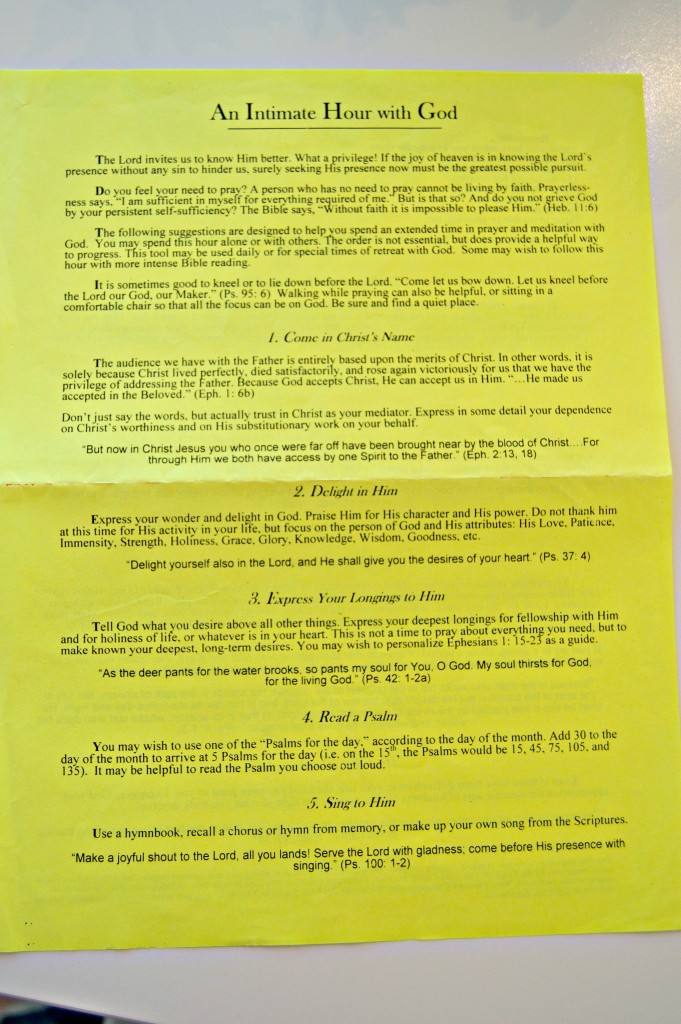 An Intimate Hour with God
The Lord invites us to know Him better. What a privilege! If the joy of heaven is in knowing the Lord's
presence without any sin to hinder us, surely seeking His presence now must be the greatest possible pursuit.
Do you feel your need to pray? A person who has no need to pray cannot be living by faith. Prayerless-
ness says, "I am sufficient in myself for everything required of me." But is that so? And do you not grieve God
by your persistent self-sufficiency? The Bible says, "Without faith it is impossible to please Him." (Heb. 11:6)
The following suggestions are designed to help you spend an extended time in prayer and meditation with
God. You may spend this hour alone or with others. The order is not essential, but does provide a helpful way
to progress. This tool may be used daily or for special times of retreat with God. Some may wish to follow this
hour with more intense Bible reading.
It is sometimes good to kneel or to lie down before the Lord. "Come let us bow down. Let us kneel before
the Lord our God, our Maker." (Ps. 95: 6) Walking while praying can also be helpful, or sitting in a
comfortable chair so that all the focus can be on God. Be sure and find a quiet place.
1. Come in Christ's Name
The audience we have with the Father is entirely based upon the merits of Christ. In other words, it is
solely because Christ lived perfectly, died satisfactorily, and rose again victoriously for us that we have the
privilege of addressing the Father. Because God accepts Christ, He can accept us in Him. "…He made us
accepted in the Beloved." (Eph. 1: 6b)
Don't just say the words, but actually trust in Christ as your mediator. Express in some detail your dependence
on Christ's worthiness and on His substitutionary work on your behalf.
"But now in Christ Jesus you who once were far off have been brought near by the blood of Christ....For
through Him we both have access by one Spirit to the Father." (Eph. 2:13, 18)
2. Delight in Him
Express your wonder and delight in God. Praise Him for His character and His power. Do not thank him
at this time for His activity in your life, but focus on the person of God and His attributes: His Love, Patience,
Immensity, Strength, Holiness, Grace, Glory, Knowledge, Wisdom, Goodness, etc.
"Delight yourself also in the Lord, and He shall give you the desires of your heart." (Ps. 37: 4)
3. Express Your Longings to Him
Tell God what you desire above all other things. Express your deepest longings for fellowship with Him
and for holiness of life, or whatever is in your heart. This is not a time to pray about everything you need, but to
make known your deepest, long-term desires. You may wish to personalize Ephesians 1: 15-23 as a guide.
"As the deer pants for the water brooks, so pants my soul for You, O God. My soul thirsts for God,
for the living God." (Ps. 42: 1-2a)
4. Read a Psalm
You may wish to use one of the "Psalms for the day," according to the day of the month. Add 30 to the
day of the month to arrive at 5 Psalms for the day (i.e. on the 15th, the Psalms would be 15, 45, 75, 105, and
135). It may be helpful to read the Psalm you choose out loud.
5. Sing to Him
Use a hymnbook, recall a chorus or hymn from memory, or make up your own song from the Scriptures.
"Make a joyful shout to the Lord, all you lands! Serve the Lord with gladness; come before His presence with
singing." (Ps. 100: 1-2)